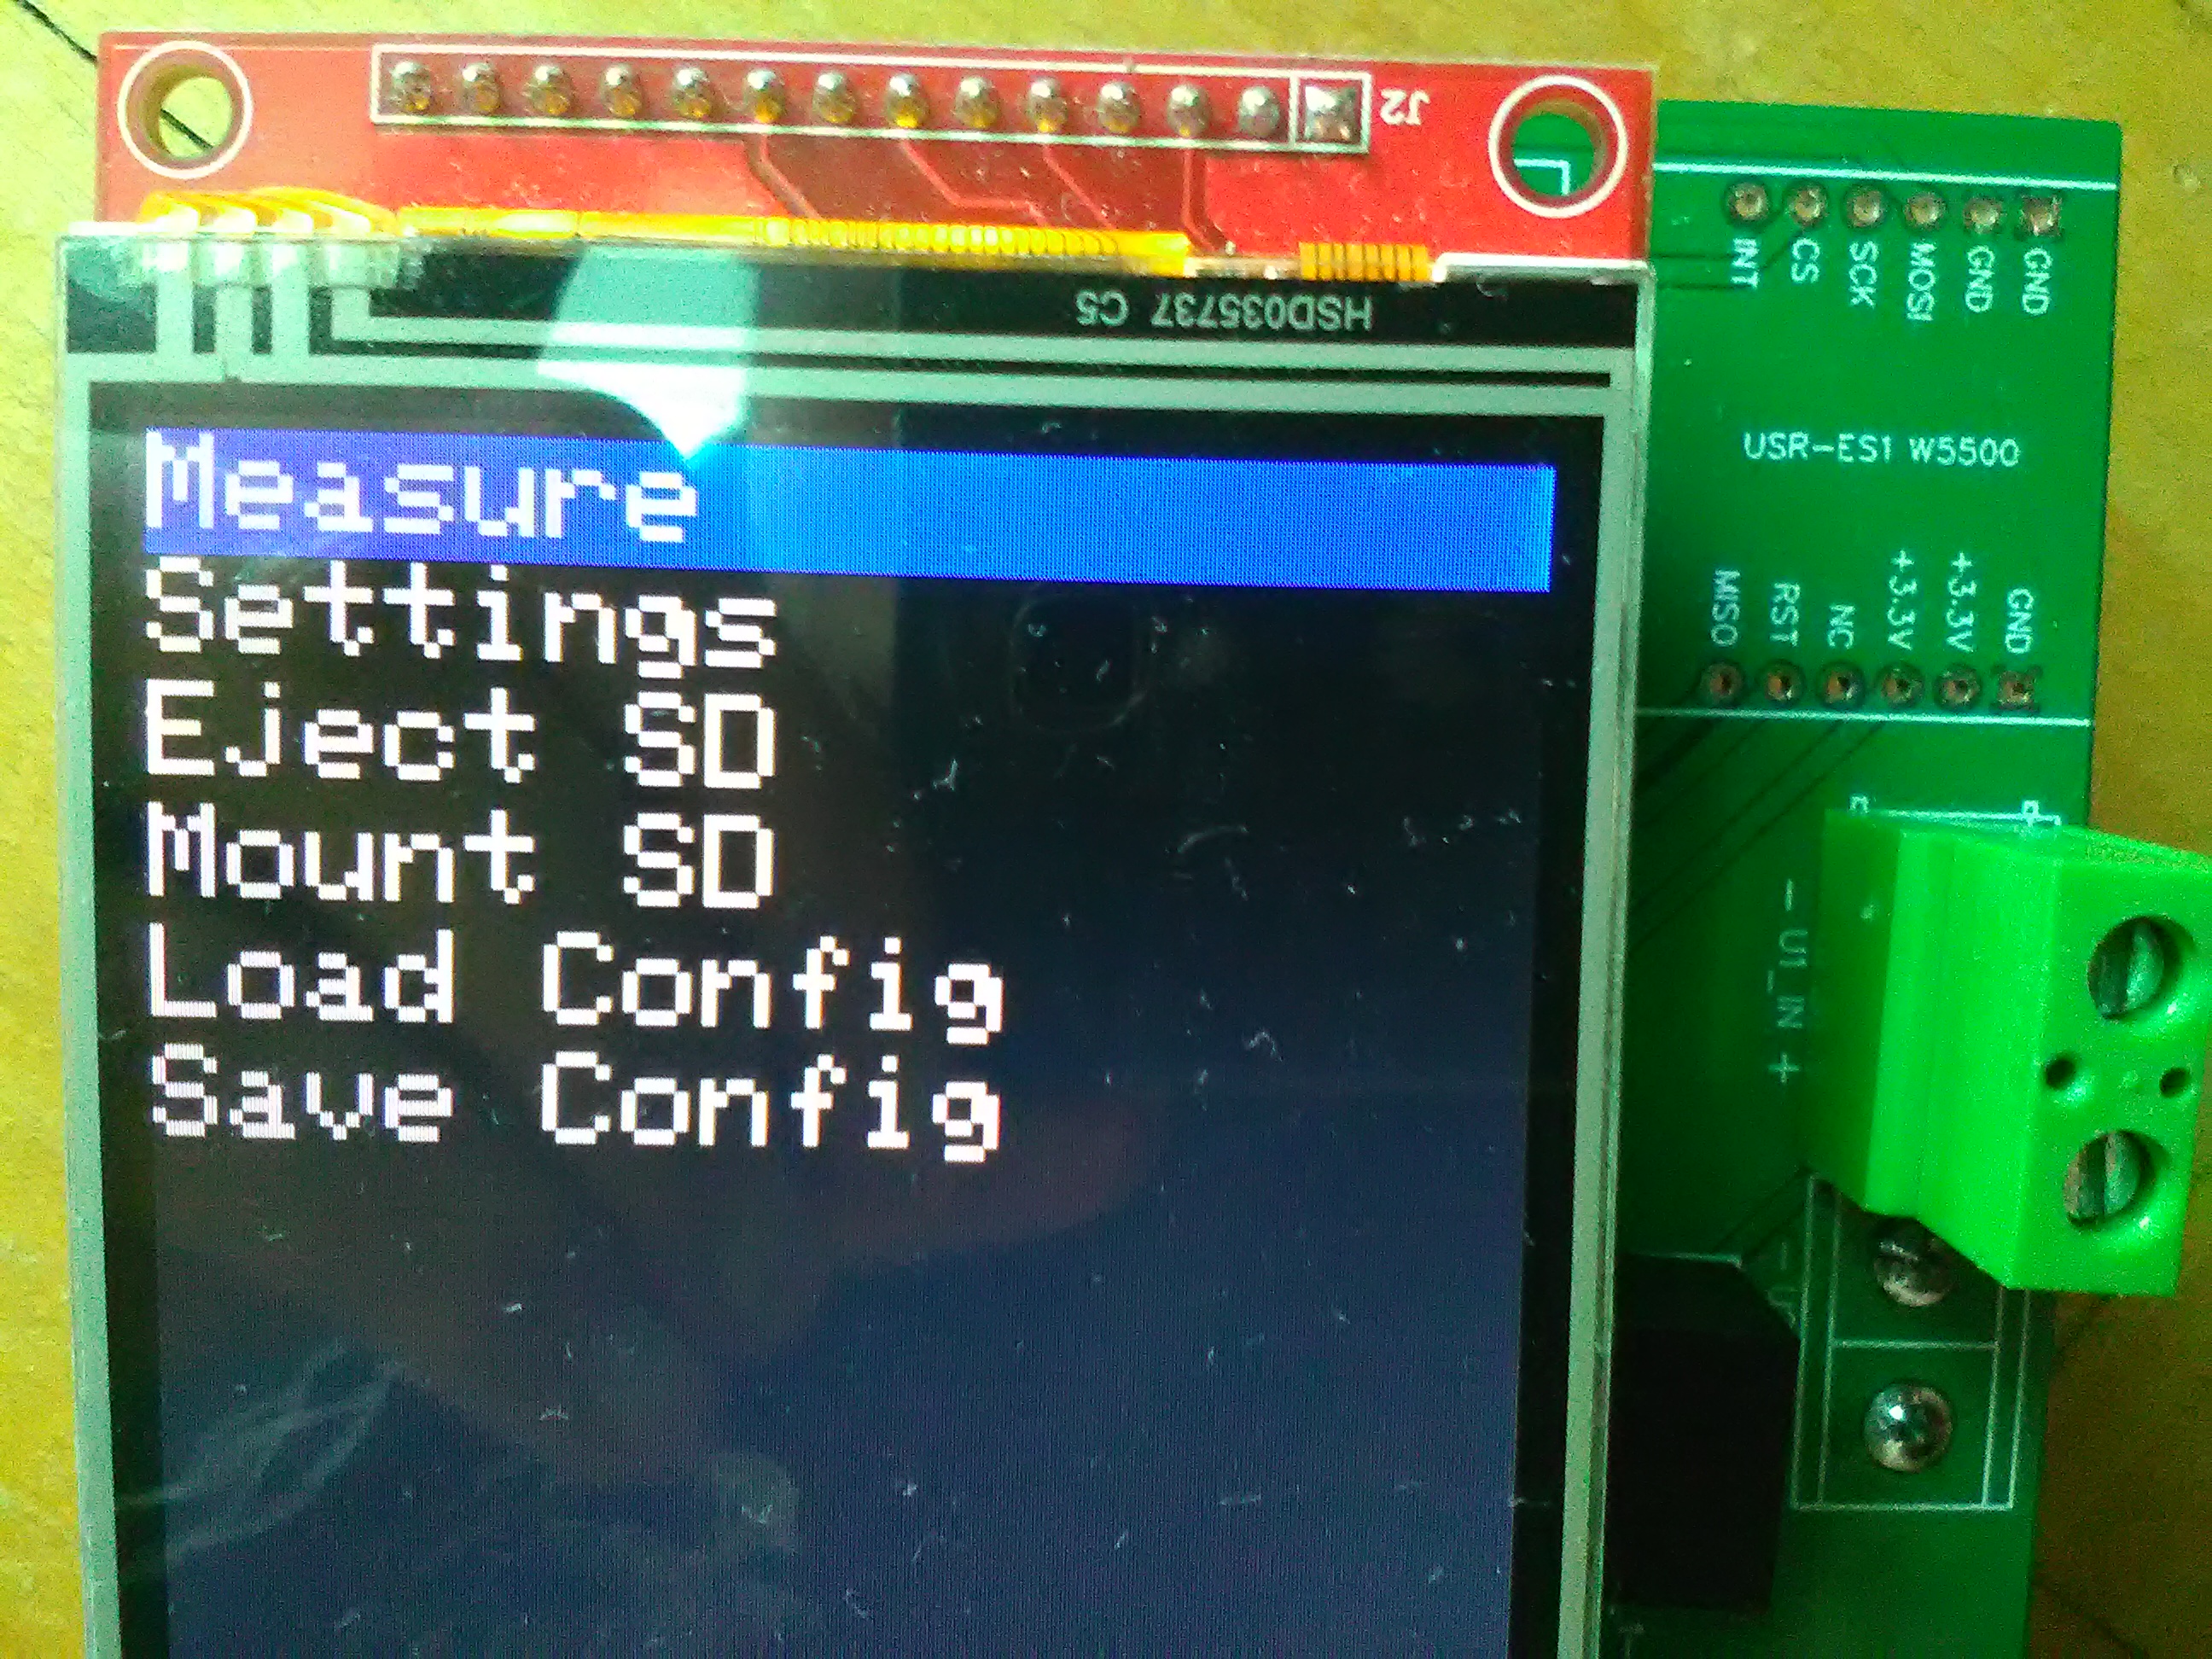 J2
HSD035737 C5
Measure
Settings
Eject SD
Mount SD
Load Config
Save Config
INT
CS
SCK
MOSI
GND
GND
USR-ES1 W5500
MISO
RST
NC
+3.3V
+3.3V
GND
- U1_IN +